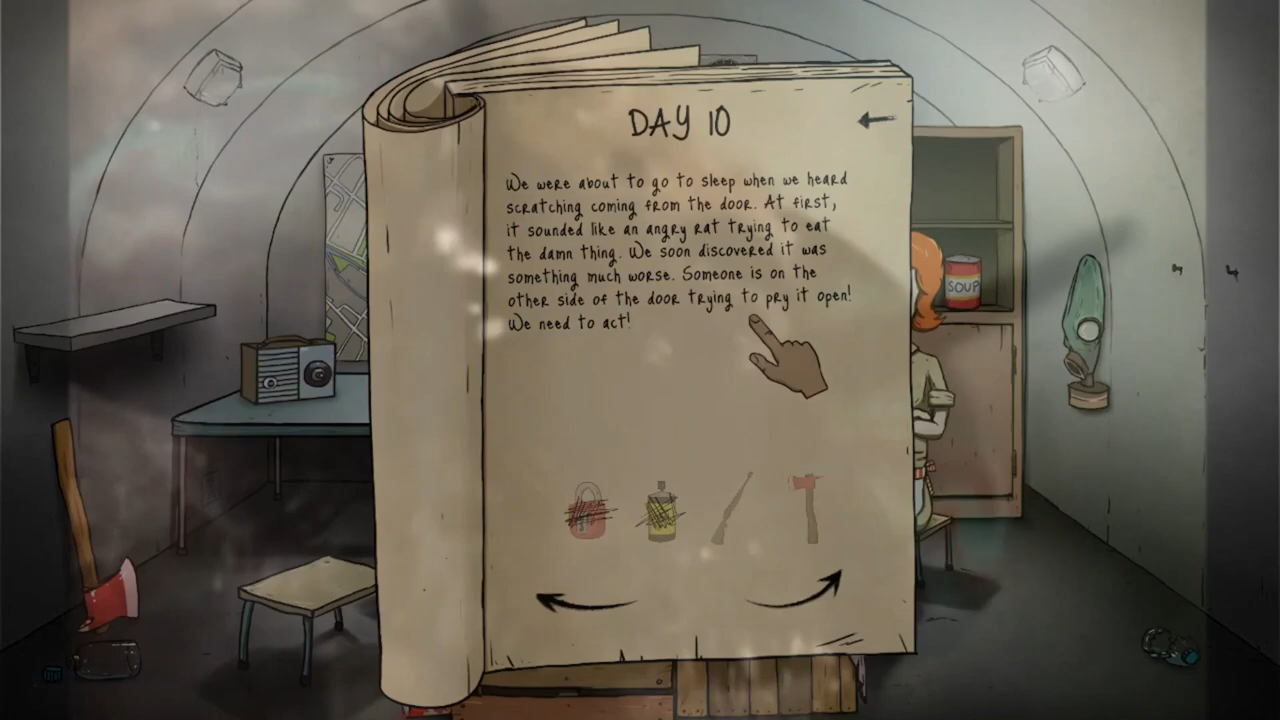 DAY 10
We were about to go to sleep when we heard
scratching coming from the door. At first,
it sounded like an angry rat trying to eat
the damn thing. We soon discovered it was
something much worse. Someone is on the
other side of the door trying to pry it open!
We need to act!
SOUP